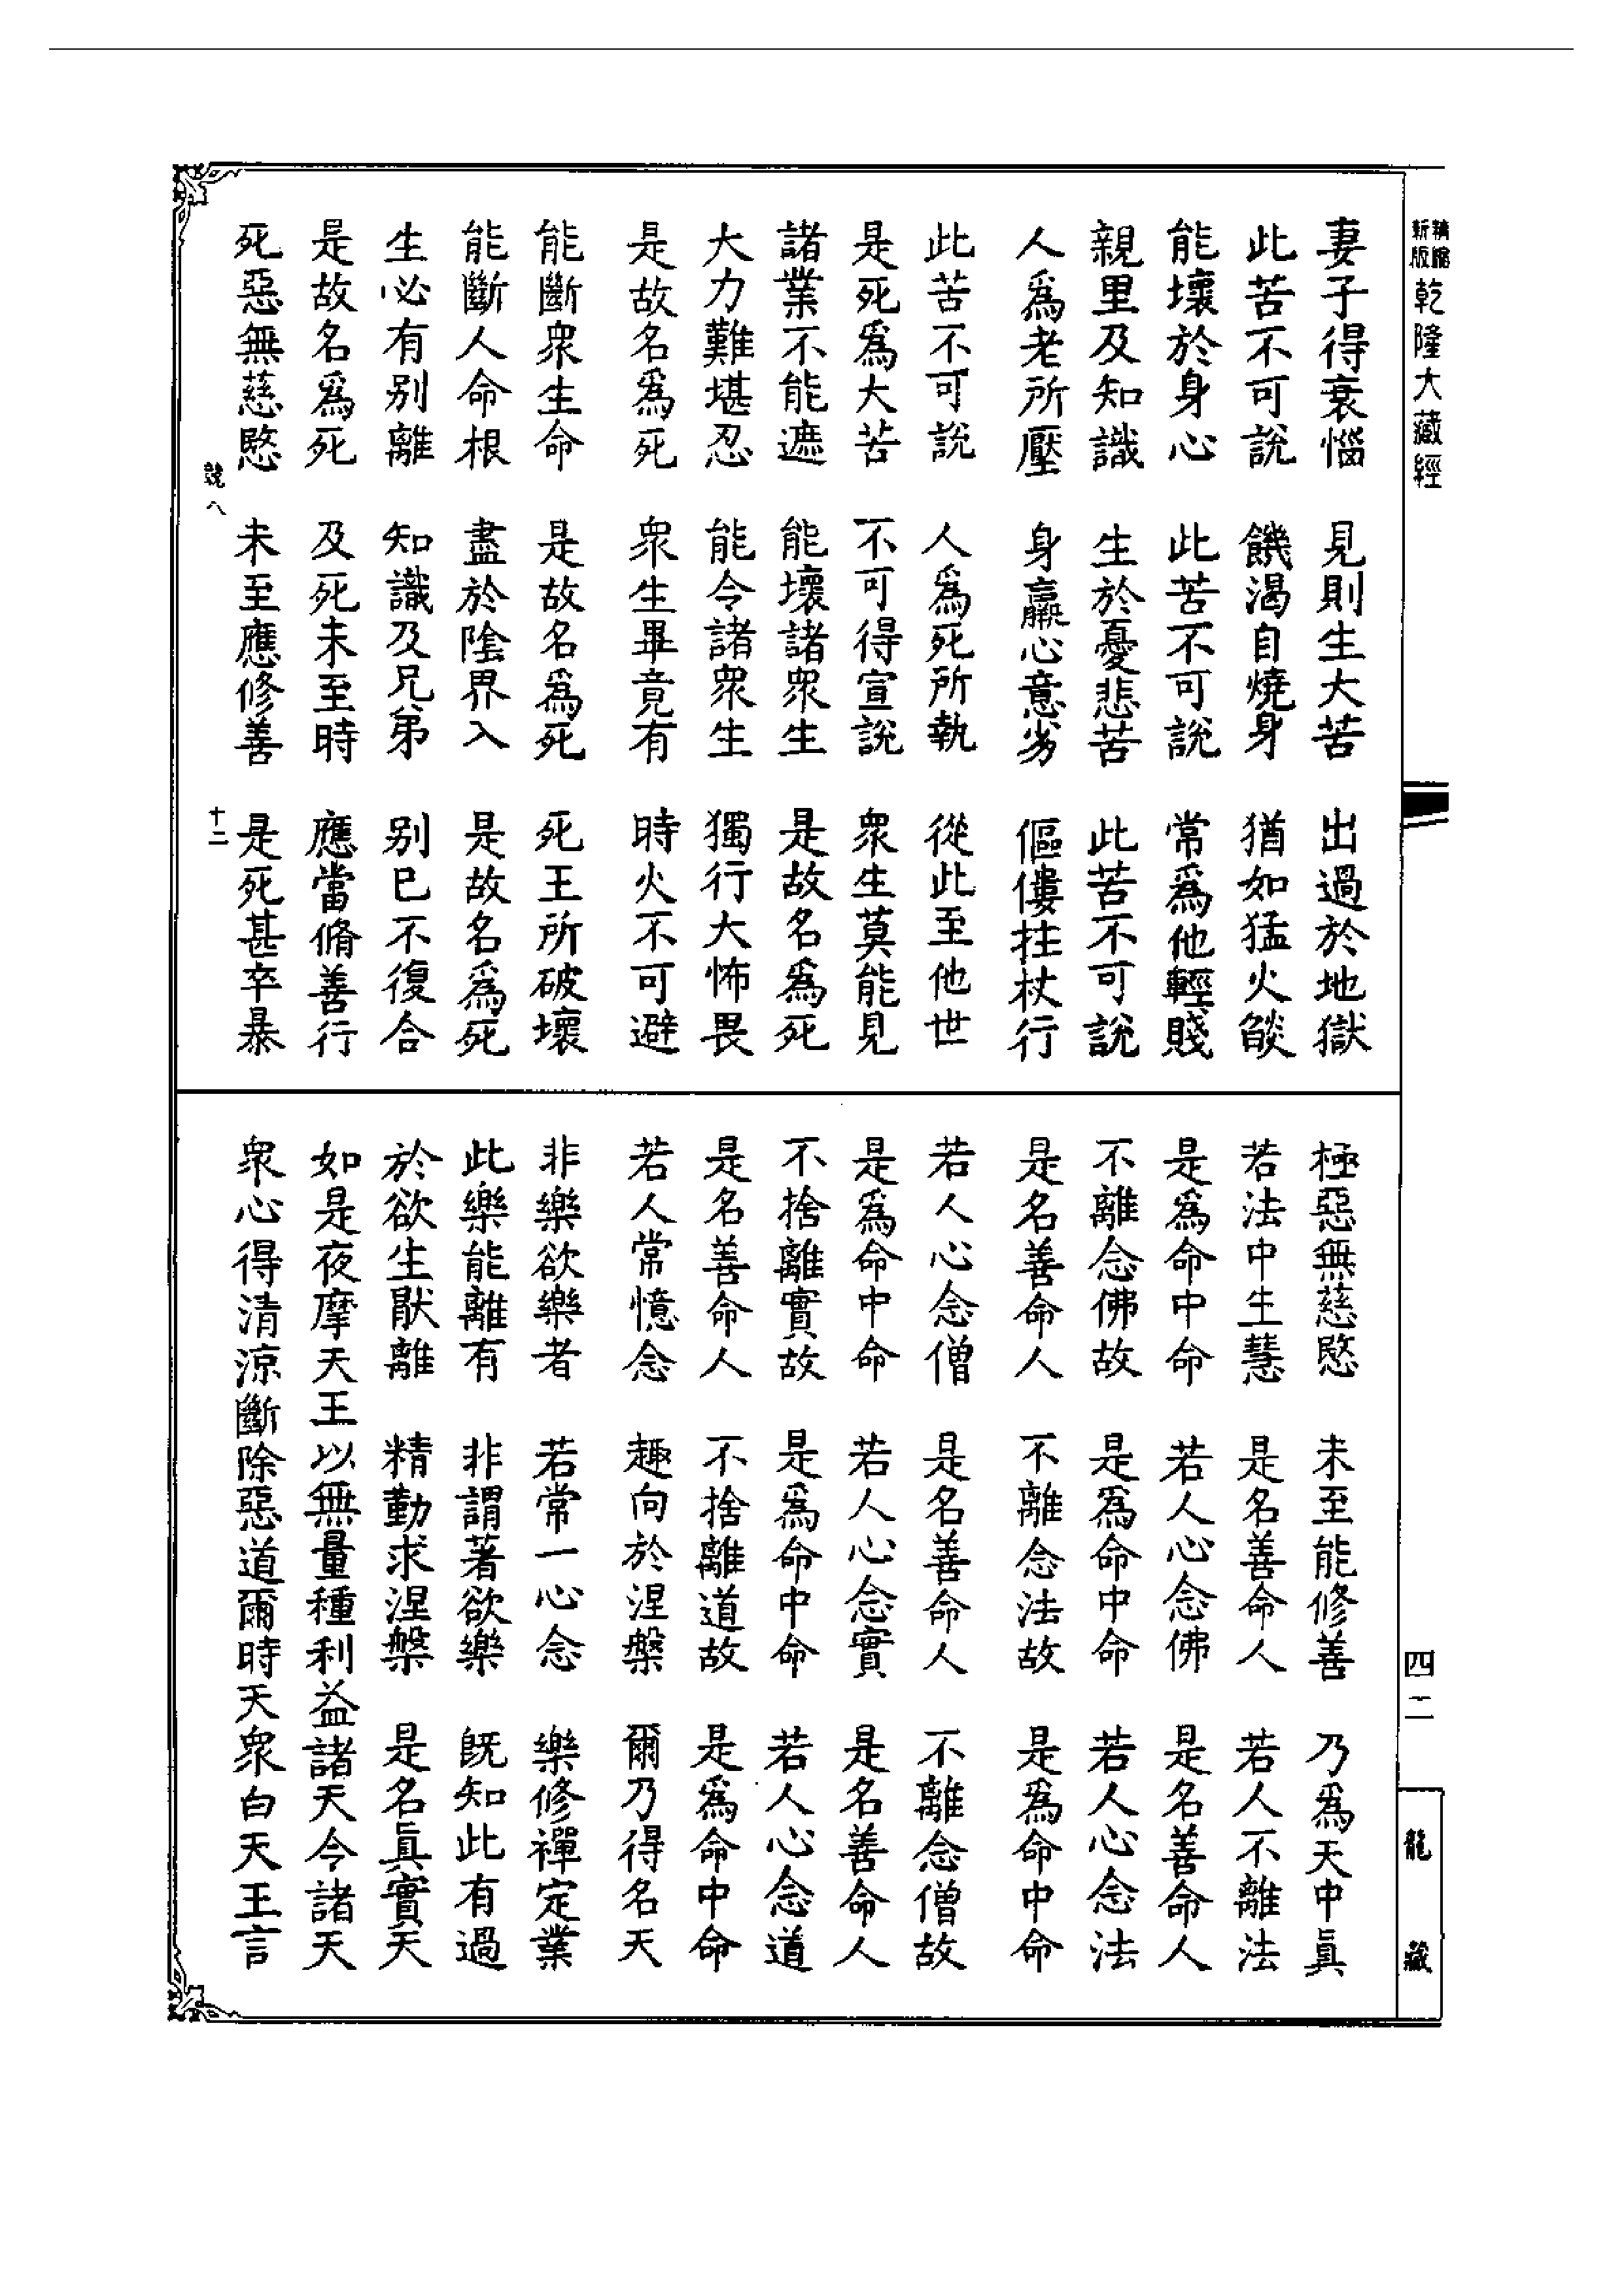 精縮
新版
乾隆大藏經
四二
龍藏
妻子得衰惱　見則生大苦　出過於地獄
此苦不可說　饑渴自燒身　猶如猛火燄
能壞於身心　此苦不可說　常爲他輕賤
親里及知識　生於憂悲苦　此苦不可說
人爲老所壓　身羸心意劣　傴僂拄杖行
此苦不可說　人爲死所執　從此至他世
是死爲大苦　不可得宣說　衆生莫能見
諸業不能遮　能壞諸衆生　是故名爲死
大力難堪忍　能令諸衆生　獨行大怖畏
是故名爲死　衆生畢竟有　時火不可避
能斷衆生命　是故名爲死　死王所破壞
能斷人命根　盡於陰界入　是故名爲死
生必有别離　知識及兄弟　别已不復合
是故名爲死　及死未至時　應當脩善行
死惡無慈愍　未至應修善　是死甚卒暴
競八　十二
極惡無慈愍　未至能修善　乃爲天中眞
若法中生慧　是名善命人　若人不離法
是爲命中命　若人心念佛　是名善命人
不離念佛故　是爲命中命　若人心念法
是名善命人　不離念法故　是爲命中命
若人心念僧　是名善命人　不離念僧故
是爲命中命　若人心念實　是名善命人
不捨離實故　是爲命中命　若人心念道
是名善命人　不捨離道故　是爲命中命
若人常憶念　趣向於涅槃　爾乃得名天
非樂欲樂者　若常一心念　樂修禪定業
此樂能離有　非謂著欲樂　旣知此有過
於欲生厭離　精勤求涅槃　是名眞實天
如是夜摩天王以無量種利益諸天令諸天
衆心得清涼斷除惡道爾時天衆白天王言